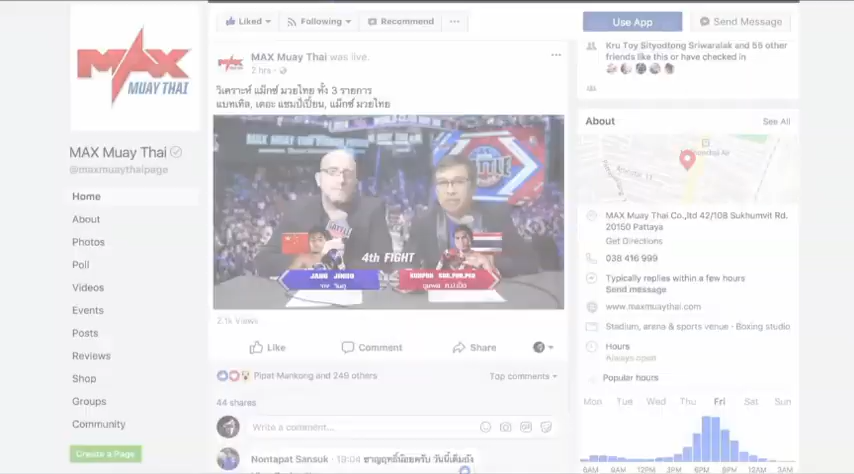 MAX
MUAY THAI
MAX Muay Thai
@maxmuaythaipage
Home
About
Photos
Poll
Videos
Events
Posts
Reviews
Shop
Groups
Community
Create a Page
Liked
Following
Recommend
Use App
Send Message
MAX Muay Thai was live.
2 hrs
วิเคราะห์ แม็กซ์ มวยไทย ทั้ง 3 รายการ
แบทเทิล, เดอะ แชมป์เปี้ยน, แม็กซ์ มวยไทย
BATTLE
4th FIGHT
2.1K Views
Like
Comment
Share
Pipat Mankong and 249 others
Top comments
44 shares
Write a comment...
Nontapat Sansuk · 19:04
Kru Toy Sityodtong Sriwaralak and 55 other
friends like this or have checked in
About
See All
MAX Muay Thai Co.,ltd 42/108 Sukhumvit Rd.
20150 Pattaya
Get Directions
038 416 999
Typically replies within a few hours
Send message
www.maxmuaythai.com
Stadium, arena & sports venue · Boxing studio
Hours
Always open
Popular hours
Mon Tue Wed Thu Fri Sat Sun
6AM 9AM 12PM 3PM 6PM 9PM 12AM 3AM